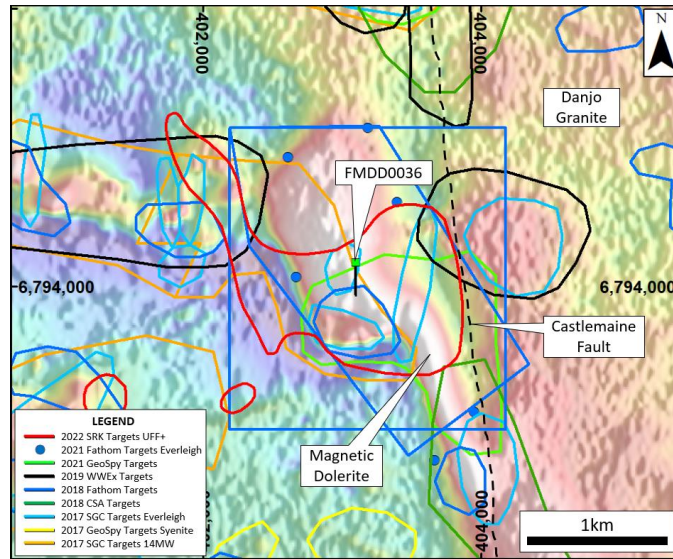 402,000
404,000
N
Danjo
Granite
FMDD0036
6,794,000
6,794,000
Castlemaine
Fault
Magnetic
Dolerite
LEGEND
2022 SRK Targets UFF+
2021 Fathom Targets Everleigh
2021 GeoSpy Targets
2019 WWEx Targets
2018 Fathom Targets
2018 CSA Targets
2017 SGC Targets Everleigh
2017 GeoSpy Targets Syenite
2017 SGC Targets 14MW
404,000
1km